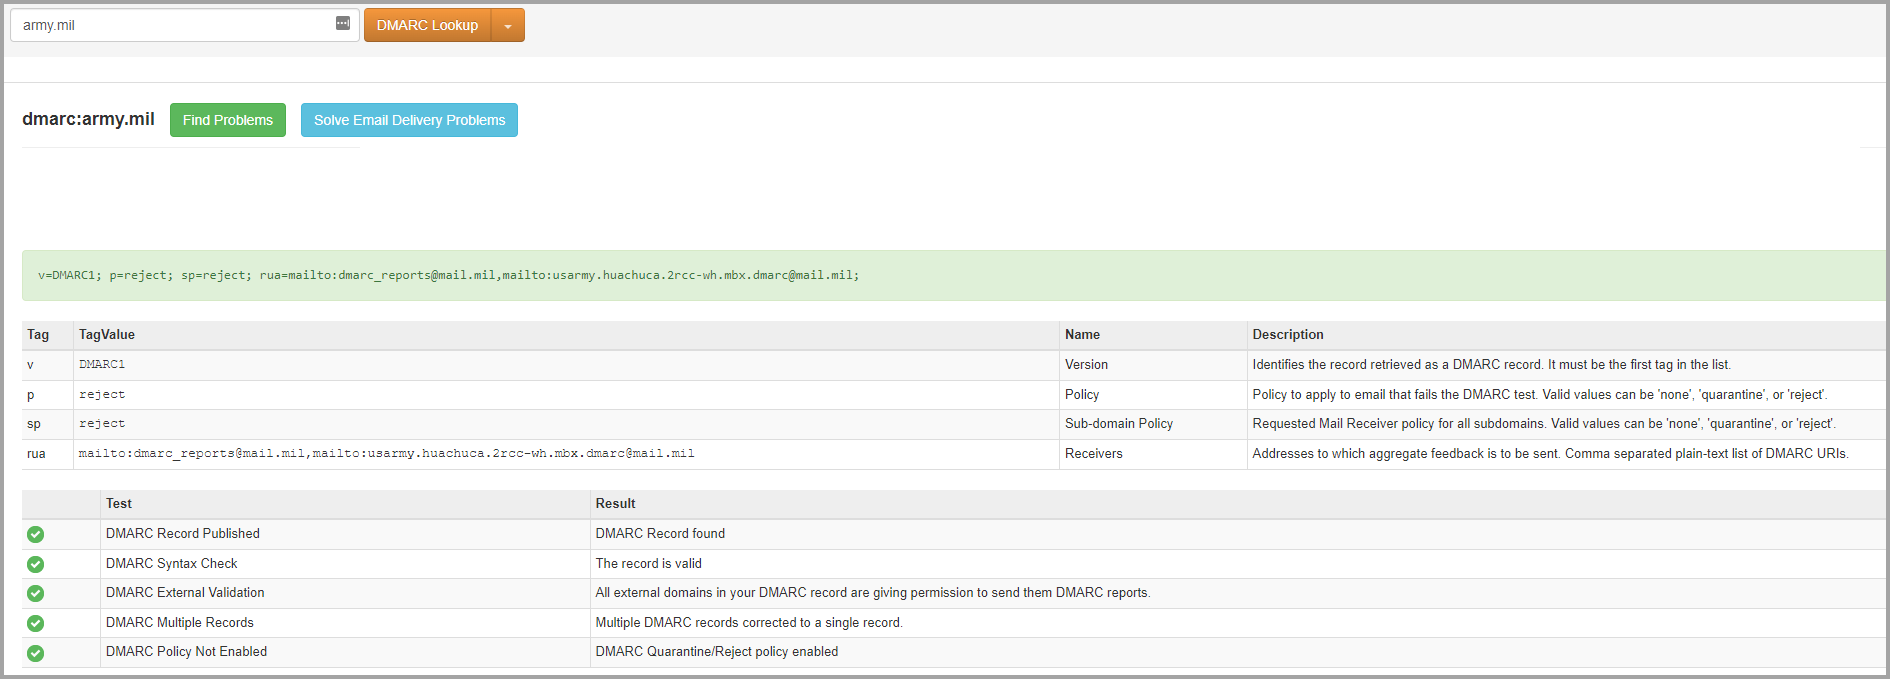 army.mil
DMARC Lookup
dmarc:army.mil
Find Problems
Solve Email Delivery Problems
v=DMARC1; p=reject; sp=reject; rua=mailto:dmarc_reports@mail.mil,mailto:usarmy.huachuca.2rcc-wh.mbx.dmarc@mail.mil;
Tag TagValue Name Description
v DMARC1 Version Identifies the record retrieved as a DMARC record. It must be the first tag in the list.
p reject Policy Policy to apply to email that fails the DMARC test. Valid values can be 'none', 'quarantine', or 'reject'.
sp reject Sub-domain Policy Requested Mail Receiver policy for all subdomains. Valid values can be 'none', 'quarantine', or 'reject'.
rua mailto:dmarc_reports@mail.mil,mailto:usarmy.huachuca.2rcc-wh.mbx.dmarc@mail.mil Receivers Addresses to which aggregate feedback is to be sent. Comma separated plain-text list of DMARC URIs.
Test Result
DMARC Record Published DMARC Record found
DMARC Syntax Check The record is valid
DMARC External Validation All external domains in your DMARC record are giving permission to send them DMARC reports.
DMARC Multiple Records Multiple DMARC records corrected to a single record.
DMARC Policy Not Enabled DMARC Quarantine/Reject policy enabled